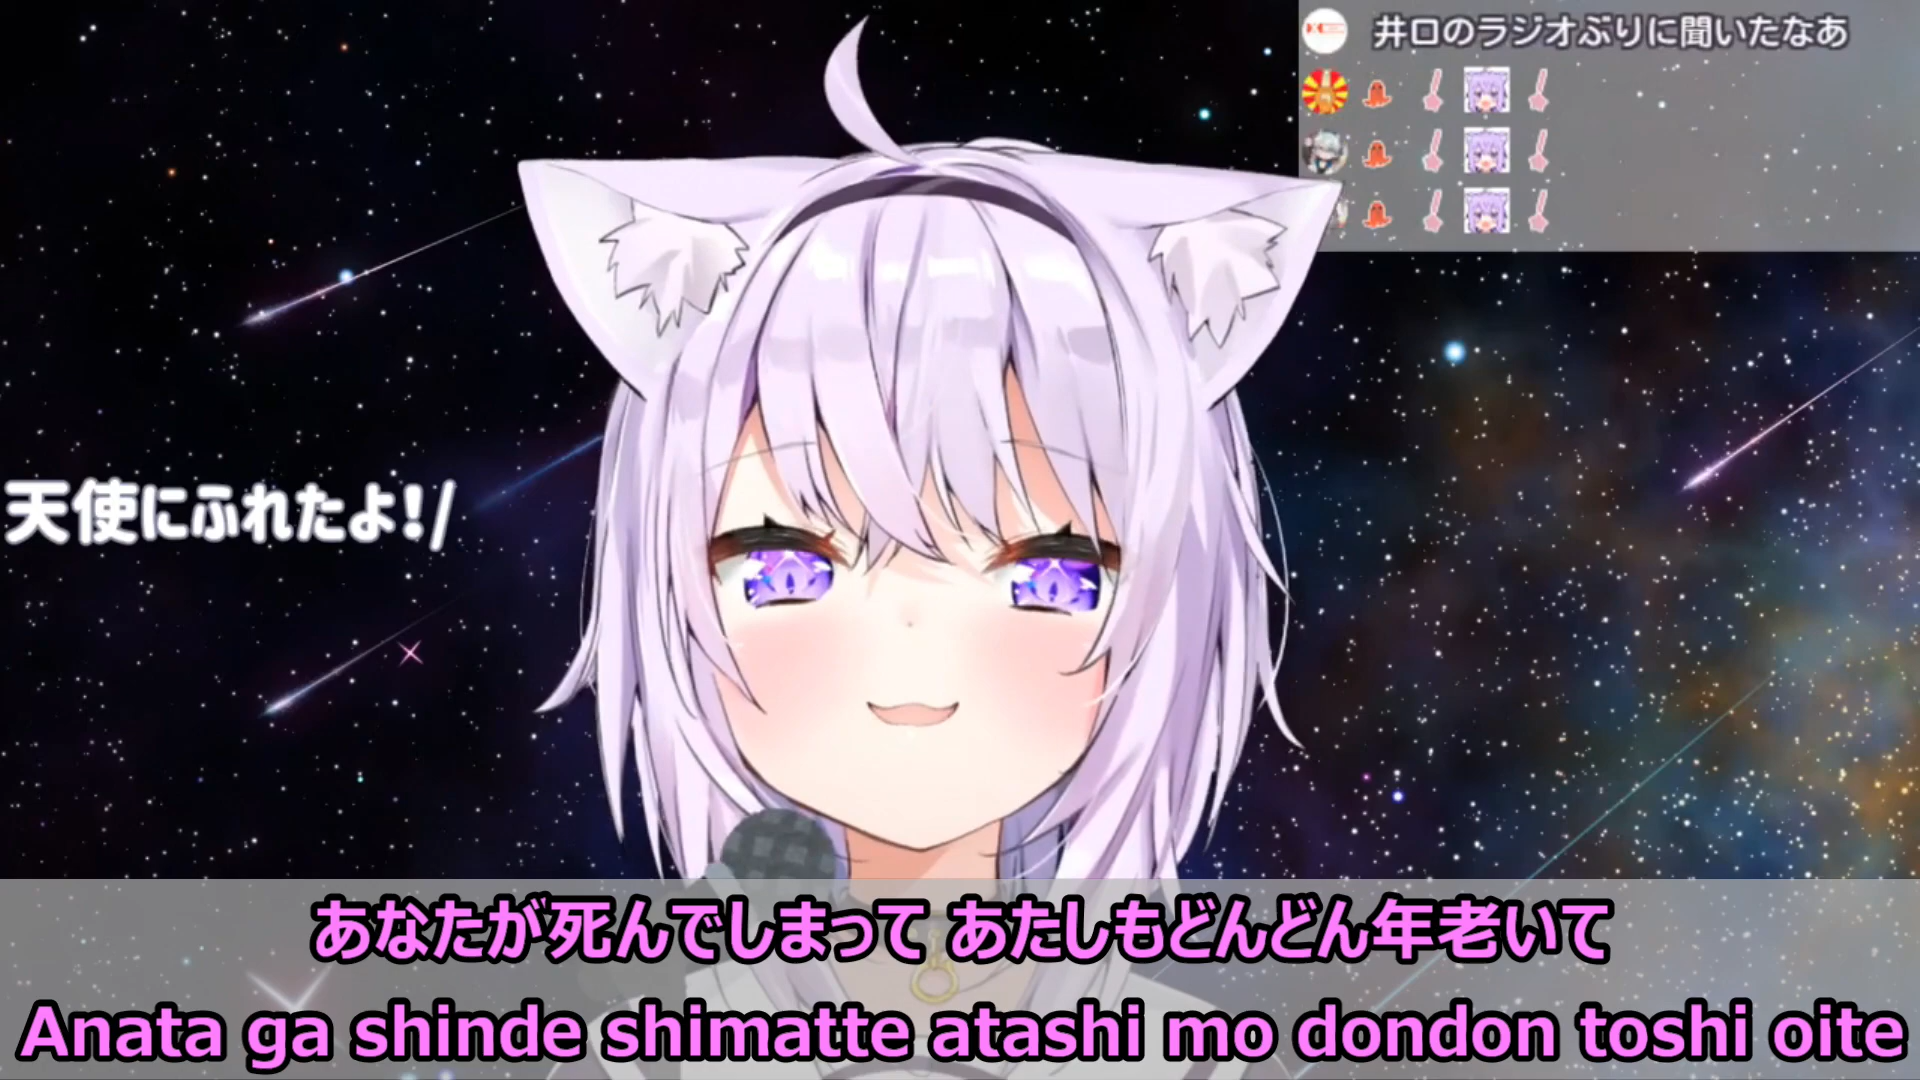 井口のラジオぶりに聞いたなあ
天使にふれたよ!/
あなたが死んでしまって あたしもどんどん年老いて
Anata ga shinde shimatte atashi mo dondon toshi oite